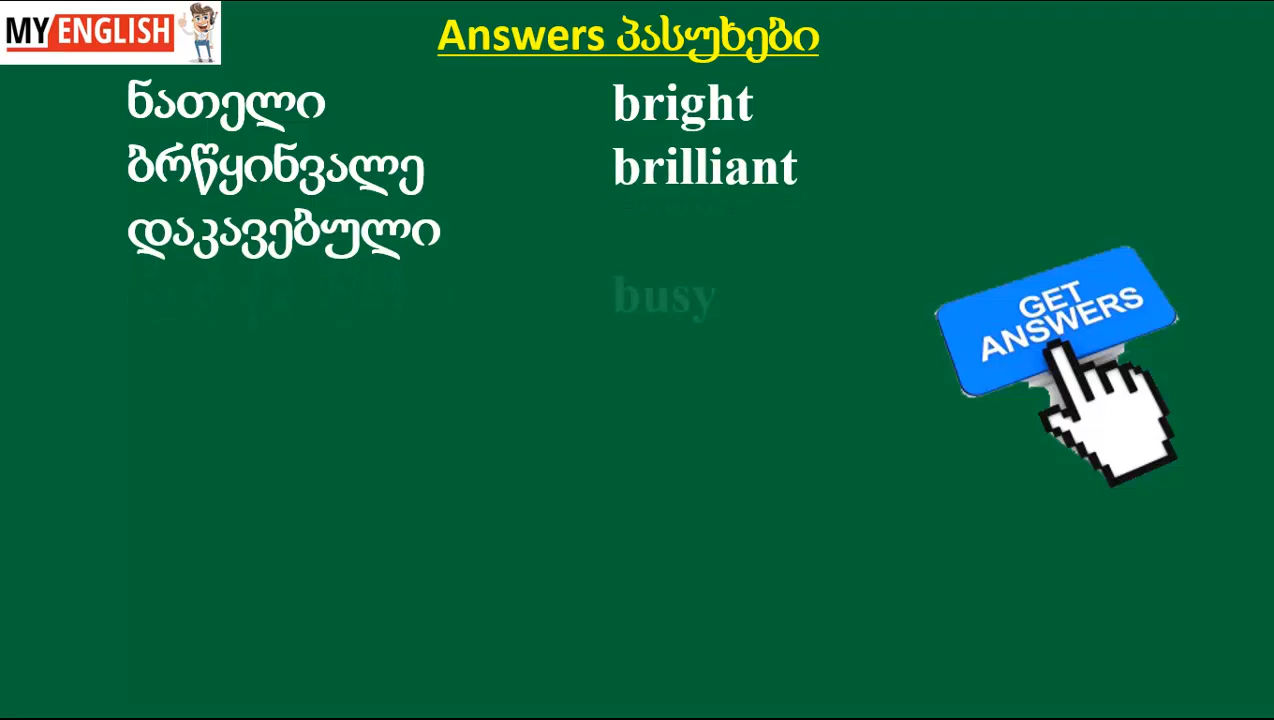 MY ENGLISH
Answers პასუხები
ნათელი bright
ბრწყინვალე brilliant
დაკავებული
busy
GET
ANSWERS